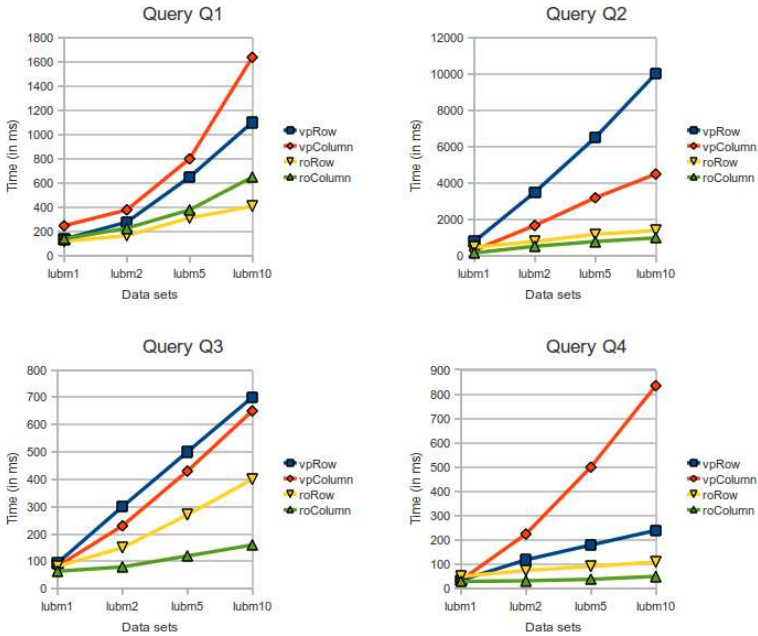 Query Q1
1800
1600
1400
1200
1000
800
600
400
200
0
Time (in ms)
lubm1 lubm2 lubm5 lubm10
Data sets
vpRow
vpColumn
roRow
roColumn
Query Q2
12000
10000
8000
6000
4000
2000
0
Time (in ms)
lubm1 lubm2 lubm5 lubm10
Data sets
vpRow
vpColumn
roRow
roColumn
Query Q3
800
700
600
500
400
300
200
100
0
Time (in ms)
lubm1 lubm2 lubm5 lubm10
Data sets
vpRow
vpColumn
roRow
roColumn
Query Q4
900
800
700
600
500
400
300
200
100
0
Time (in ms)
lubm1 lubm2 lubm5 lubm10
Data sets
vpRow
vpColumn
roRow
roColumn